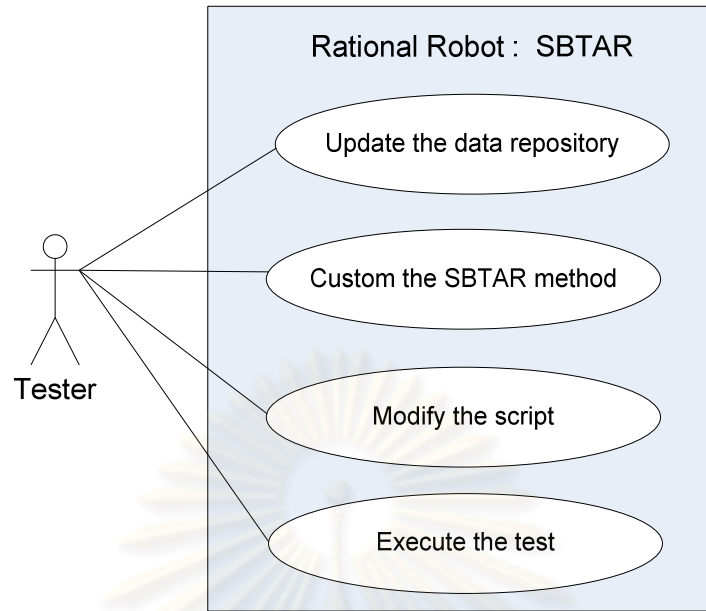 Rational Robot : SBTAR
Update the data repository
Custom the SBTAR method
Tester
Modify the script
Execute the test